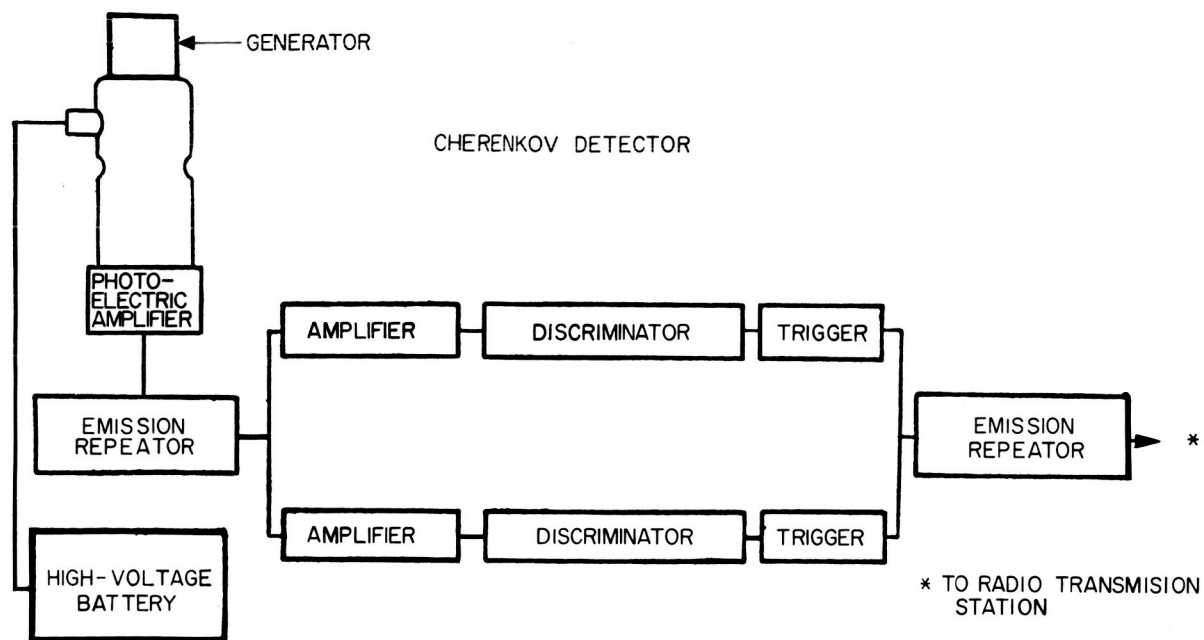 GENERATOR
CHERENKOV DETECTOR
PHOTO-
ELECTRIC
AMPLIFIER
AMPLIFIER
DISCRIMINATOR
TRIGGER
EMISSION
REPEATOR
EMISSION
REPEATOR
*
AMPLIFIER
DISCRIMINATOR
TRIGGER
HIGH-VOLTAGE
BATTERY
* TO RADIO TRANSMISION
STATION